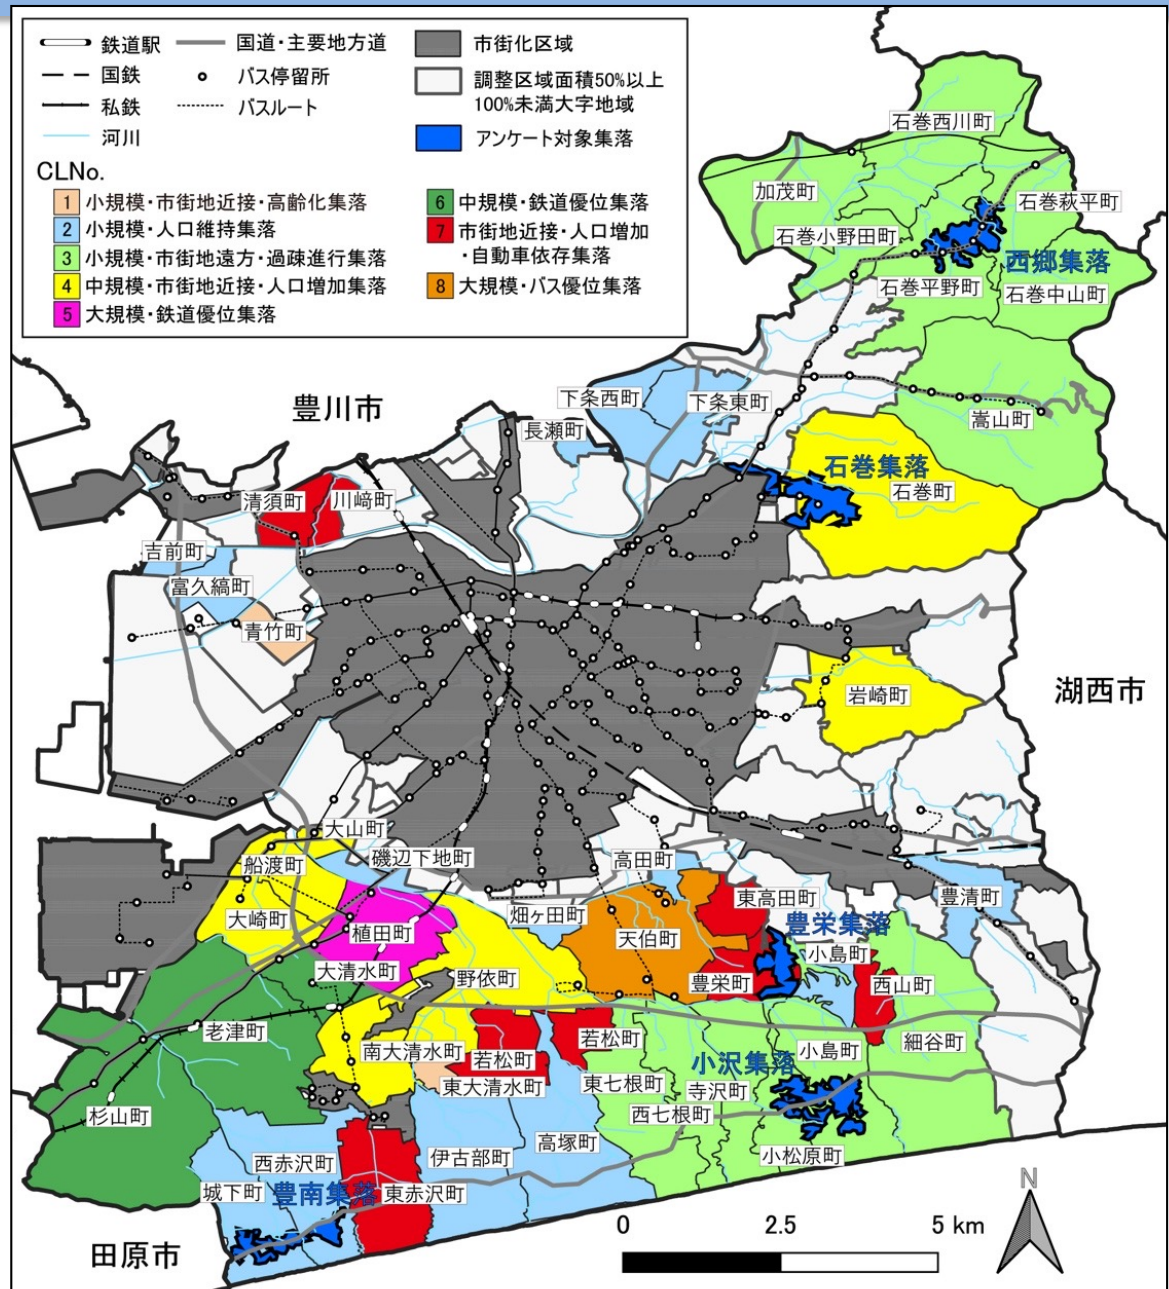 鉄道駅
国鉄
私鉄
河川
国道・主要地方道
バス停留所
バスルート
市街化区域
調整区域面積50%以上
100%未満大字地域
アンケート対象集落
CLNo.
1 小規模・市街地近接・高齢化集落
2 小規模・人口維持集落
3 小規模・市街地遠方・過疎進行集落
4 中規模・市街地近接・人口増加集落
5 大規模・鉄道優位集落
6 中規模・鉄道優位集落
7 市街地近接・人口増加
・自動車依存集落
8 大規模・バス優位集落
石巻西川町
加茂町
石巻萩平町
石巻小野田町
西郷集落
石巻平野町
石巻中山町
豊川市
下条西町
下条東町
長瀬町
嵩山町
石巻集落
石巻町
清須町
川﨑町
吉前町
富久縞町
青竹町
岩崎町
湖西市
大山町
船渡町
磯辺下地町
高田町
大崎町
植田町
畑ヶ田町
東高田町
豊清町
天伯町
豊栄集落
大清水町
野依町
豊栄町
小島町
西山町
老津町
南大清水町
若松町
若松町
小島町
細谷町
小沢集落
東大清水町
東七根町
寺沢町
西七根町
杉山町
高塚町
小松原町
西赤沢町
伊古部町
城下町
豊南集落
東赤沢町
田原市
N
0 2.5 5 km